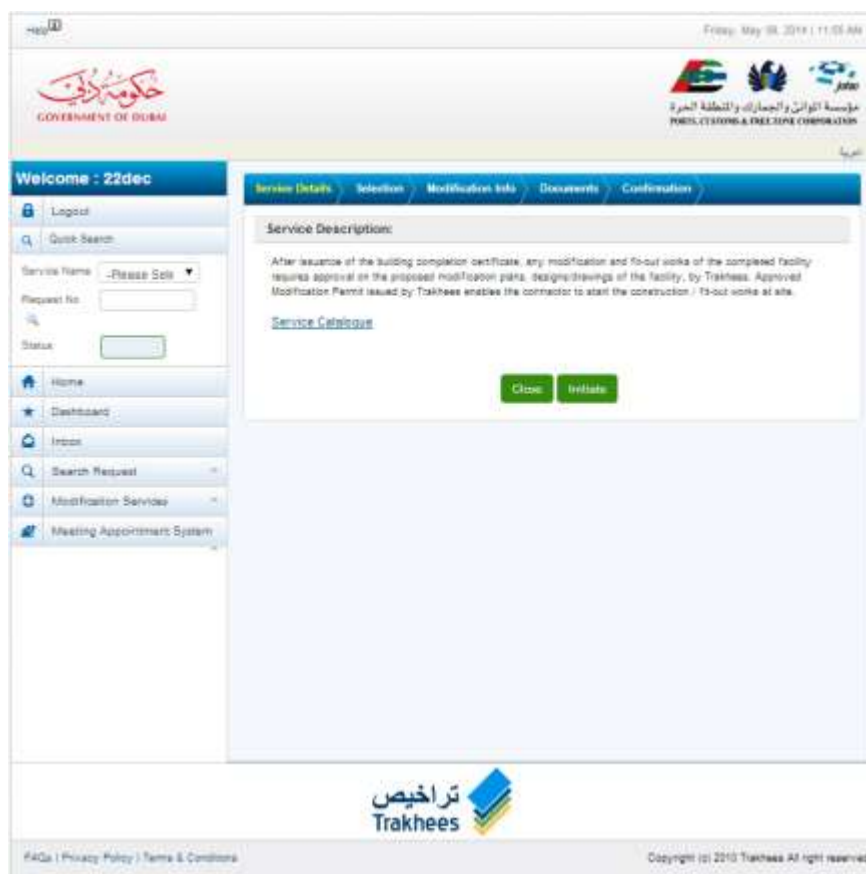 Help
Friday, May 09, 2014 | 11:05 AM
حكومة دبي
GOVERNMENT OF DUBAI
jafza
مؤسسة الموانئ والجمارك والمنطقة الحرة
PORTS, CUSTOMS & FREE ZONE CORPORATION
العربية
Welcome : 22dec
Logout
Quick Search
Service Name
-Please Sele
Request No
Status
Home
Dashboard
Inbox
Search Request
Modification Services
Meeting Appointment System
Service Details
Selection
Modification Info
Documents
Confirmation
Service Description:
After issuance of the building completion certificate, any modification and fit-out works of the completed facility
requires approval on the proposed modification plans, designs/drawings of the facility, by Trakhees. Approved
Modification Permit issued by Trakhees enables the contractor to start the construction / fit-out works at site.
Service Catalogue
Close
Initiate
تراخيص
Trakhees
FAQs | Privacy Policy | Terms & Conditions
Copyright (c) 2010 Trakhees All right reserved